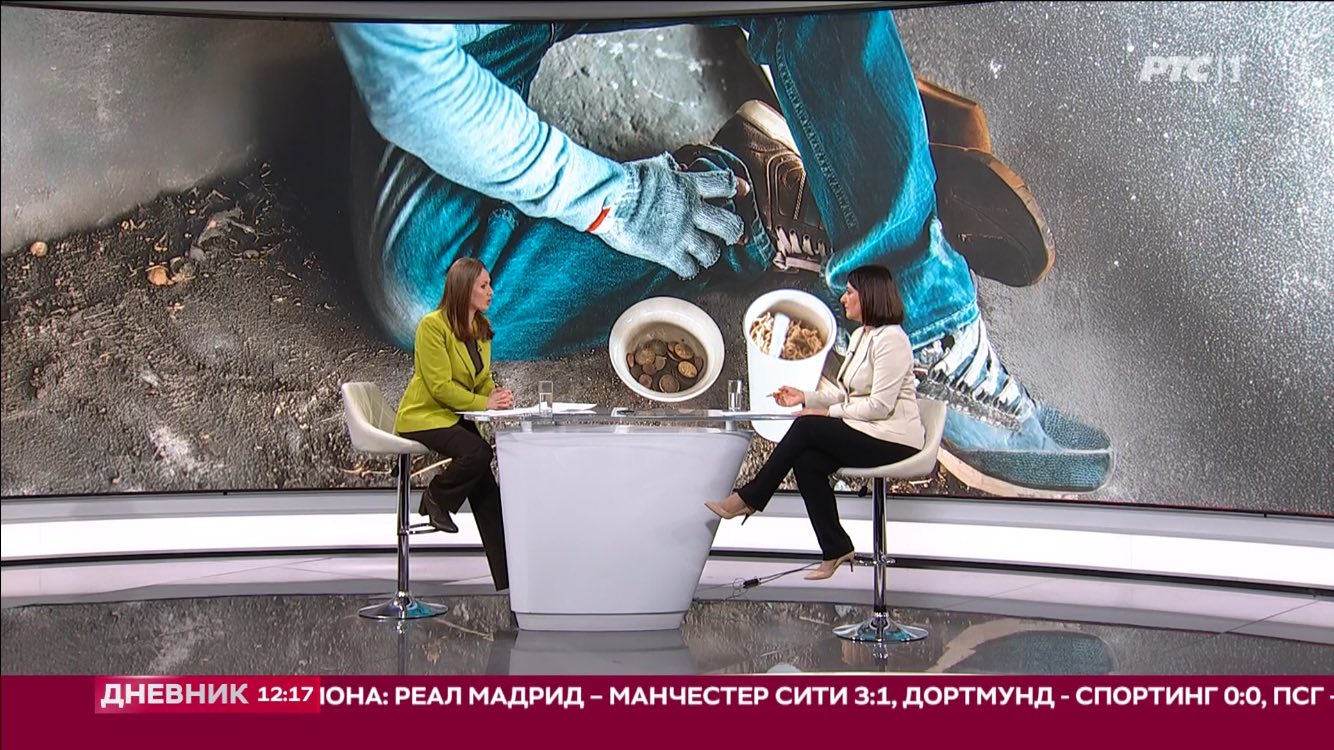 РТС 1
ДНЕВНИК 12:17 ИОНА: РЕАЛ МАДРИД – МАНЧЕСТЕР СИТИ 3:1, ДОРТМУНД - СПОРТИНГ 0:0, ПСГ –